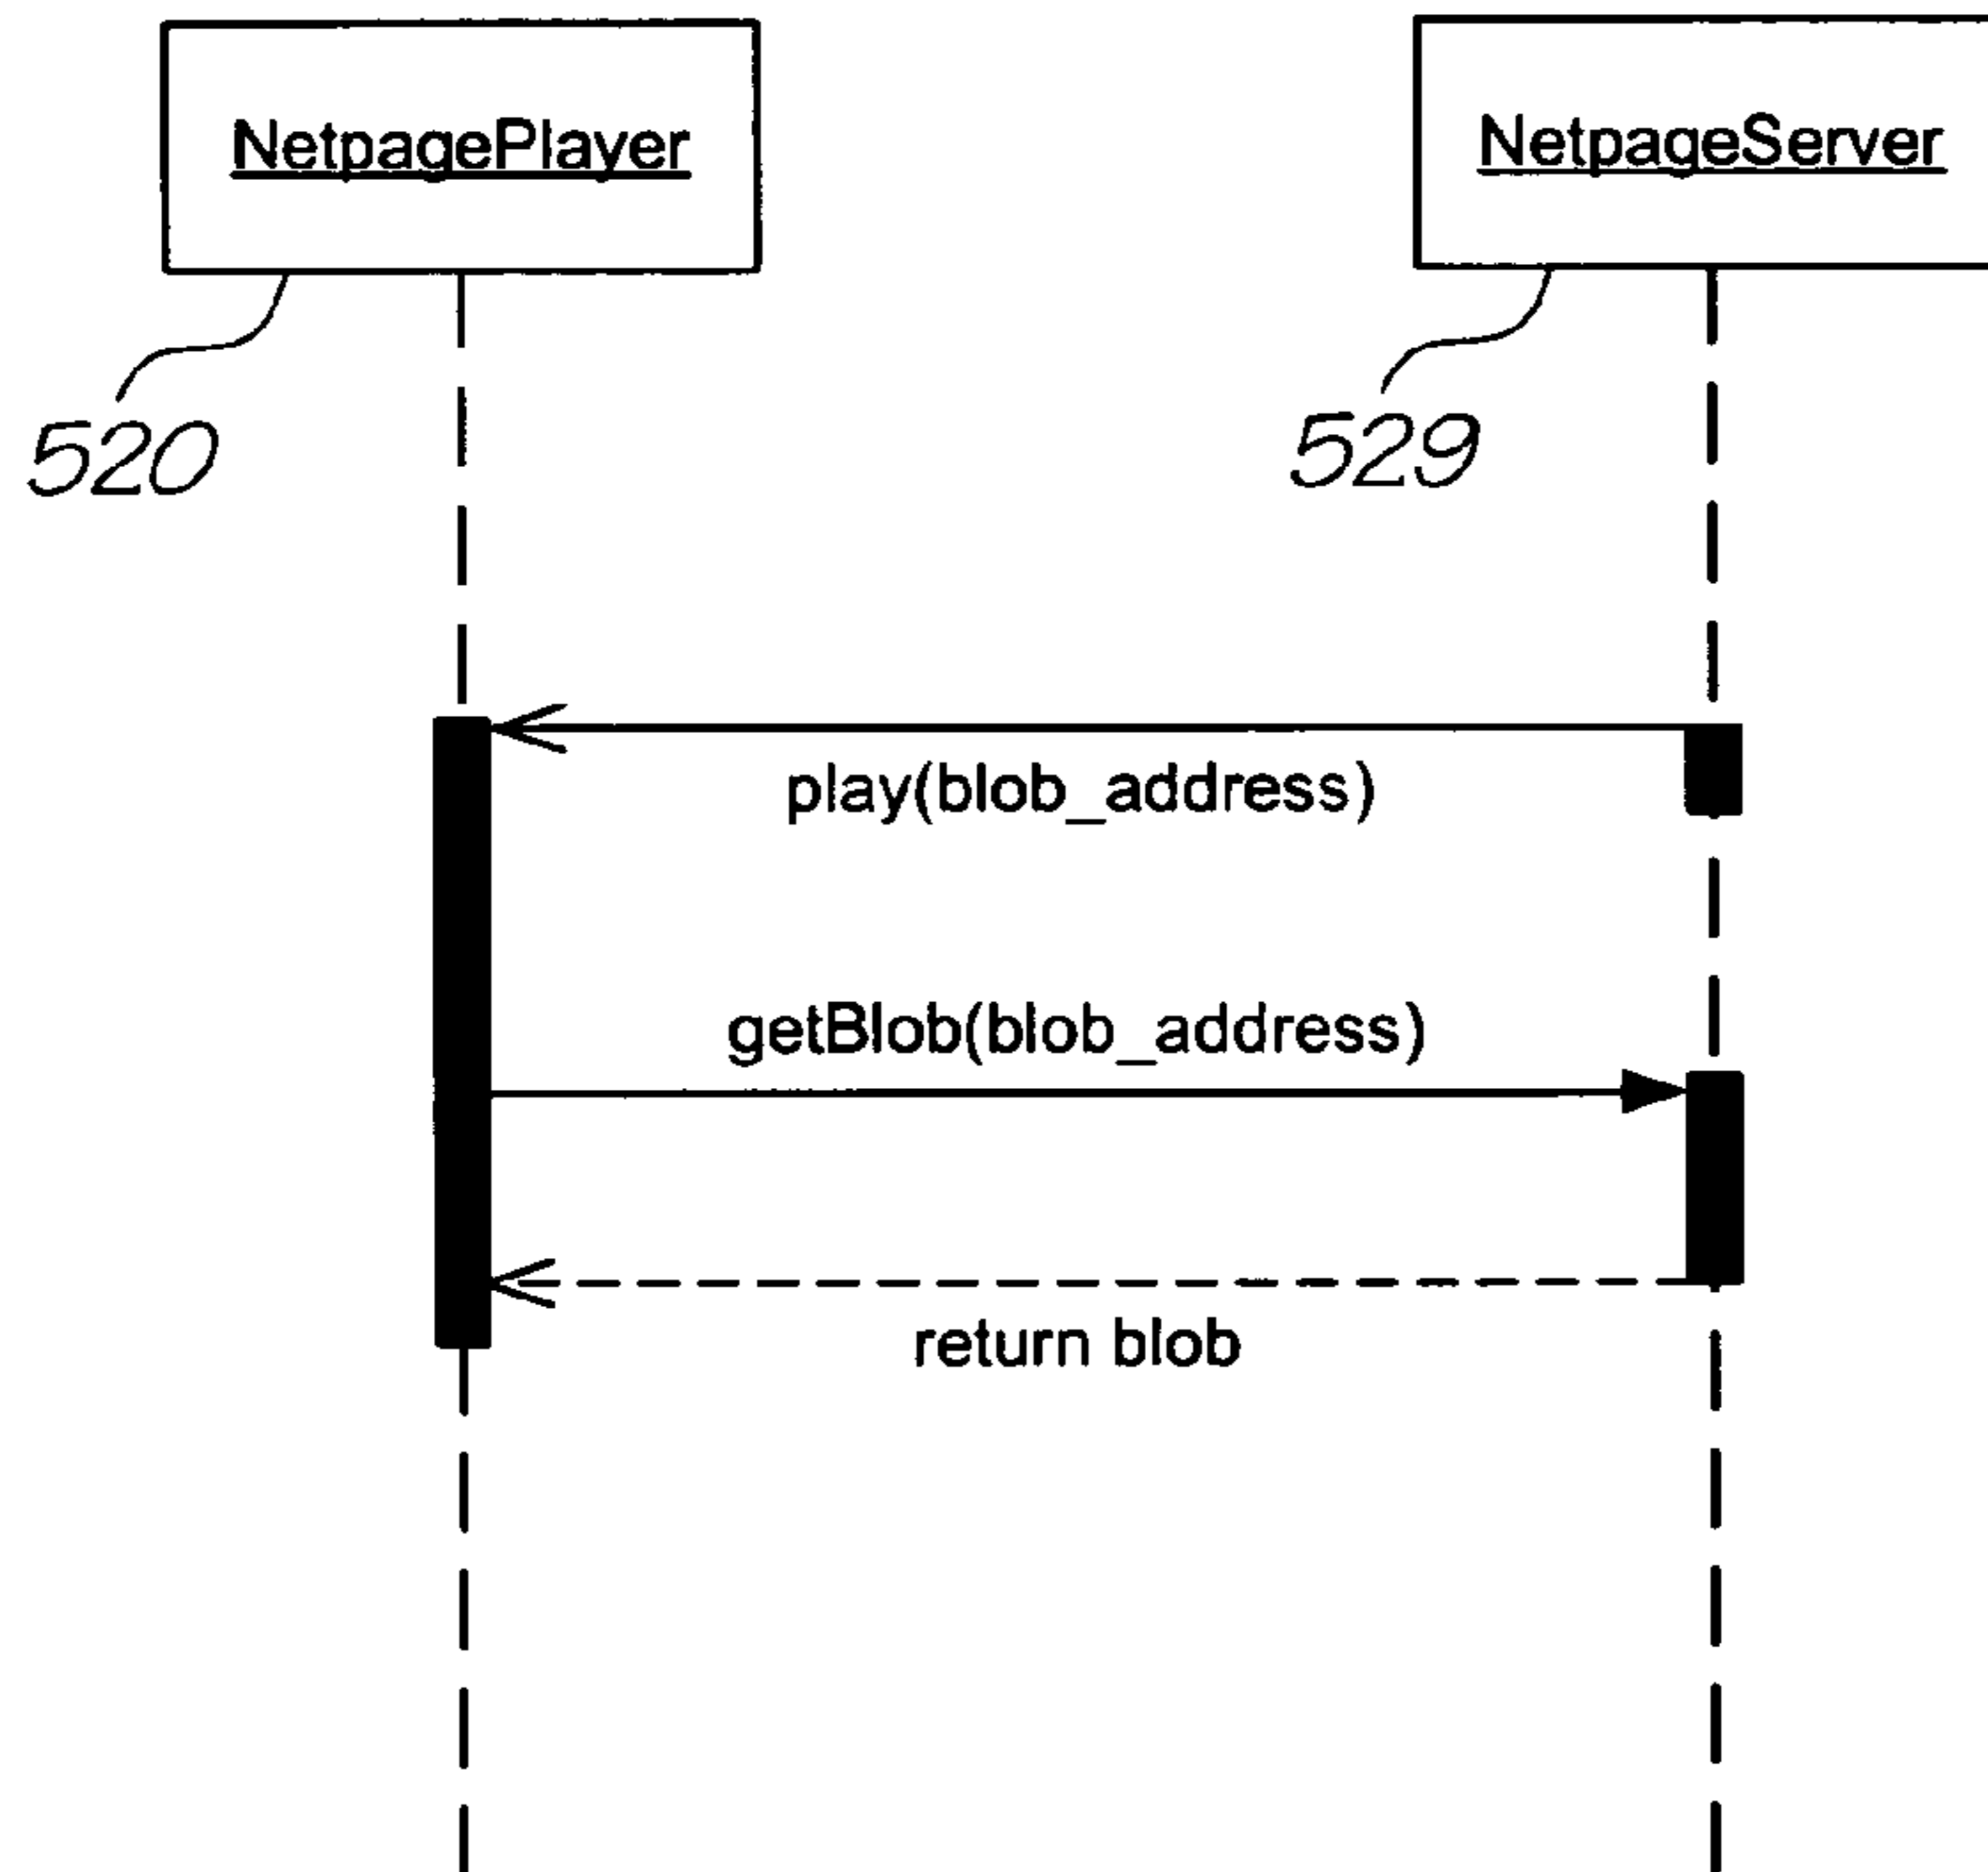 NetpagePlayer
NetpageServer
520
529
play(blob_address)
getBlob(blob_address)
return blob